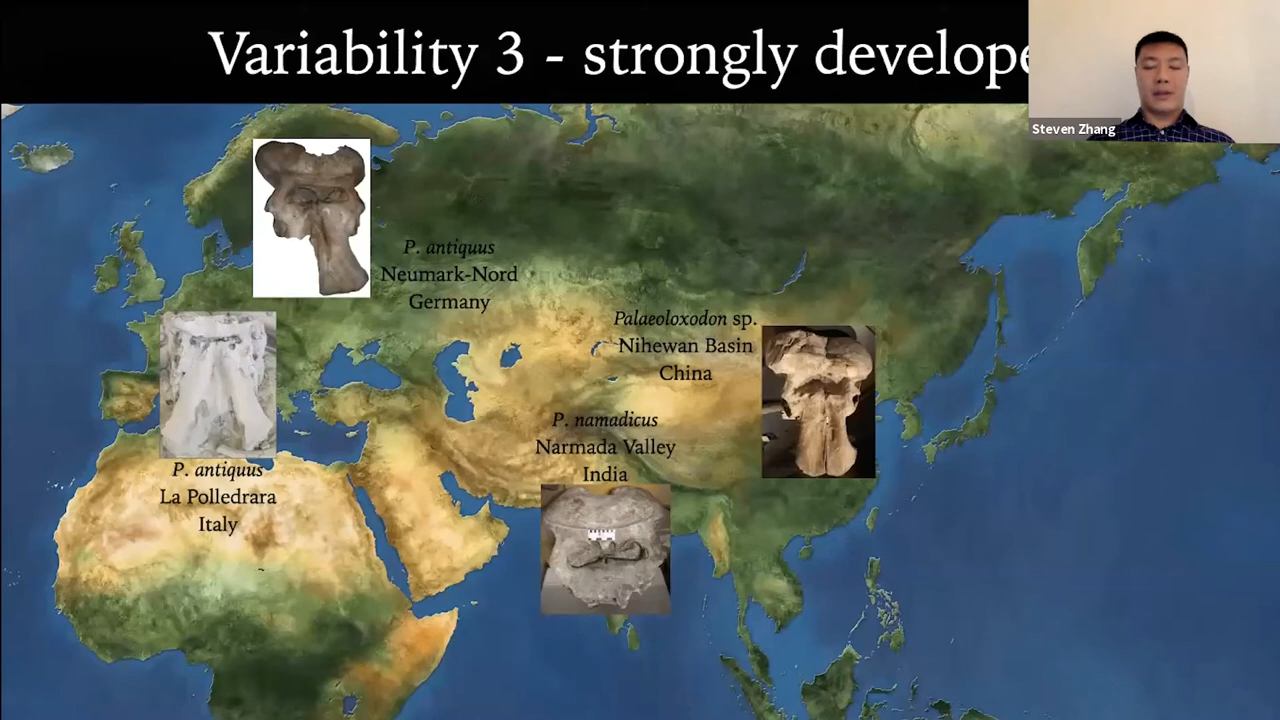 Variability 3 - strongly develope
Steven Zhang
P. antiquus
Neumark-Nord
Germany
Palaeoloxodon sp.
Nihewan Basin
China
P. namadicus
Narmada Valley
India
P. antiquus
La Polledrara
Italy